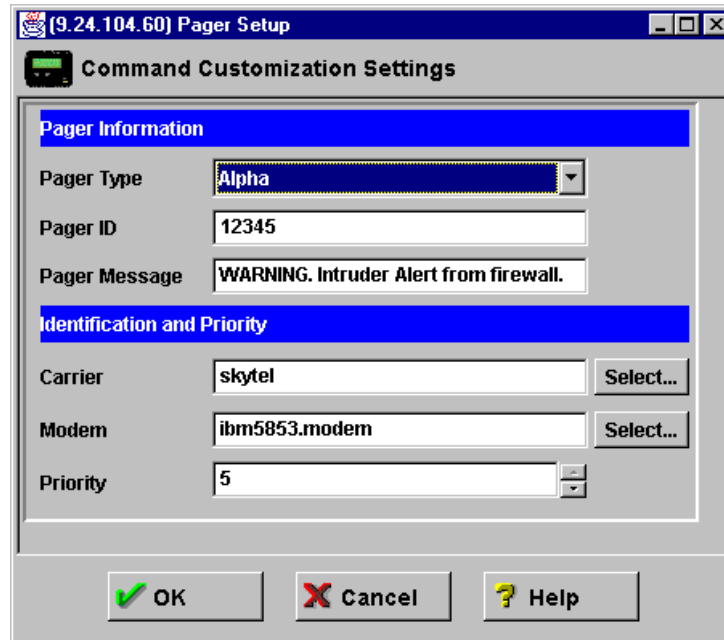 (9.24.104.60) Pager Setup
Command Customization Settings
Pager Information
Pager Type Alpha
Pager ID 12345
Pager Message WARNING. Intruder Alert from firewall.
Identification and Priority
Carrier skytel Select...
Modem ibm5853.modem Select...
Priority 5
OK Cancel Help